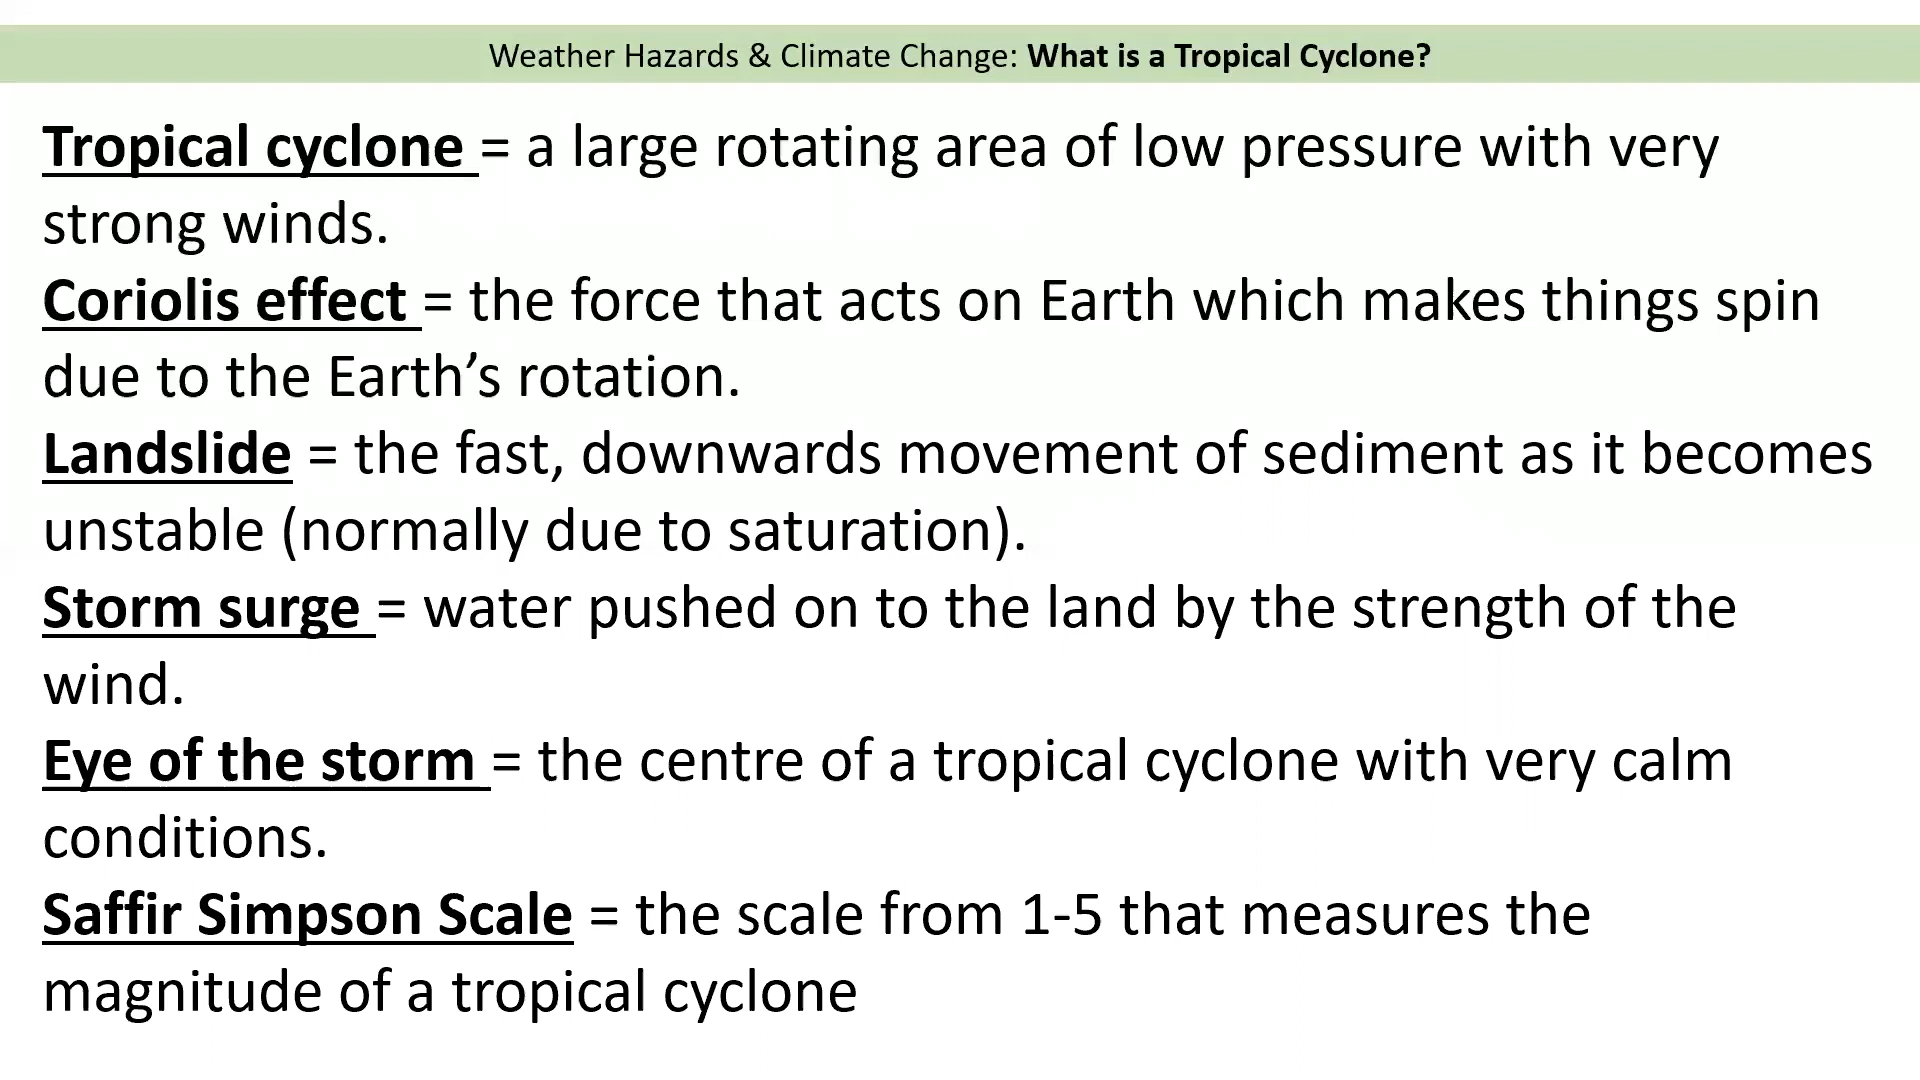 Weather Hazards & Climate Change: What is a Tropical Cyclone?
Tropical cyclone = a large rotating area of low pressure with very
strong winds.
Coriolis effect = the force that acts on Earth which makes things spin
due to the Earth’s rotation.
Landslide = the fast, downwards movement of sediment as it becomes
unstable (normally due to saturation).
Storm surge = water pushed on to the land by the strength of the
wind.
Eye of the storm = the centre of a tropical cyclone with very calm
conditions.
Saffir Simpson Scale = the scale from 1-5 that measures the
magnitude of a tropical cyclone